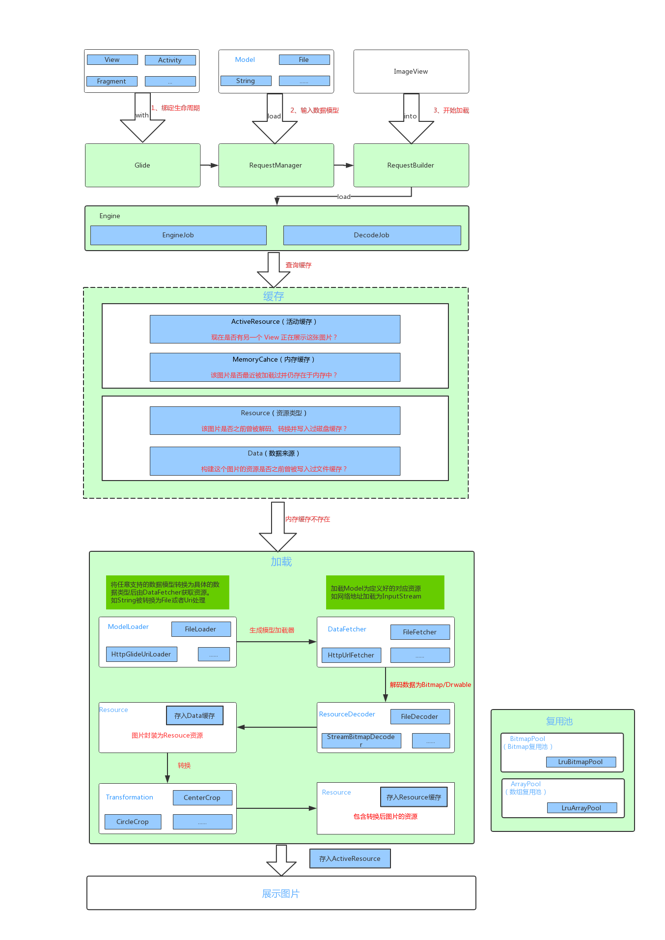 View
Activity
Fragment
...
Model
File
String
......
ImageView
with
1、绑定生命周期
load
2、输入数据模型
into
3、开始加载
Glide
RequestManager
RequestBuilder
load
Engine
EngineJob
DecodeJob
查询缓存
缓存
ActiveResource（活动缓存）
现在是否有另一个 View 正在展示这张图片？
MemoryCahce（内存缓存）
该图片是否最近被加载过并仍存在于内存中？
Resource（资源类型）
该图片是否之前曾被解码、转换并写入过磁盘缓存？
Data（数据来源）
构建这个图片的资源是否之前曾被写入过文件缓存？
内存缓存不存在
加载
将任意支持的数据模型转换为具体的数
据类型后由DataFetcher获取资源。
如String被转换为File或者Uri处理
加载Model为定义好的对应资源
如网络地址加载为InputStream
ModelLoader
FileLoader
HttpGlideUrlLoader
......
生成模型加载器
DataFetcher
FileFetcher
HttpUrlFetcher
......
解码数据为Bitmap/Drwable
Resource
存入Data缓存
图片封装为Resouce资源
ResourceDecoder
FileDecoder
StreamBitmapDecode
r
......
转换
Transformation
CenterCrop
CircleCrop
......
Resource
存入Resource缓存
包含转换后图片的资源
复用池
BitmapPool
（Bitmap复用池）
LruBitmapPool
ArrayPool
（数组复用池）
LruArrayPool
存入ActiveResource
展示图片